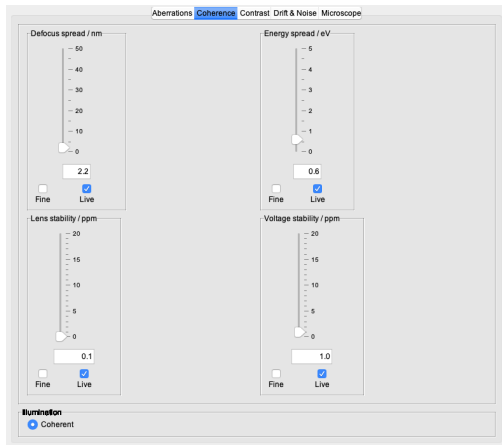 Aberrations Coherence Contrast Drift & Noise Microscope
Defocus spread / nm
50
40
30
20
10
0
2.2
Fine Live
Energy spread / eV
5
4
3
2
1
0
0.6
Fine Live
Lens stability / ppm
20
15
10
5
0
0.1
Fine Live
Voltage stability / ppm
20
15
10
5
0
1.0
Fine Live
Illumination
Coherent